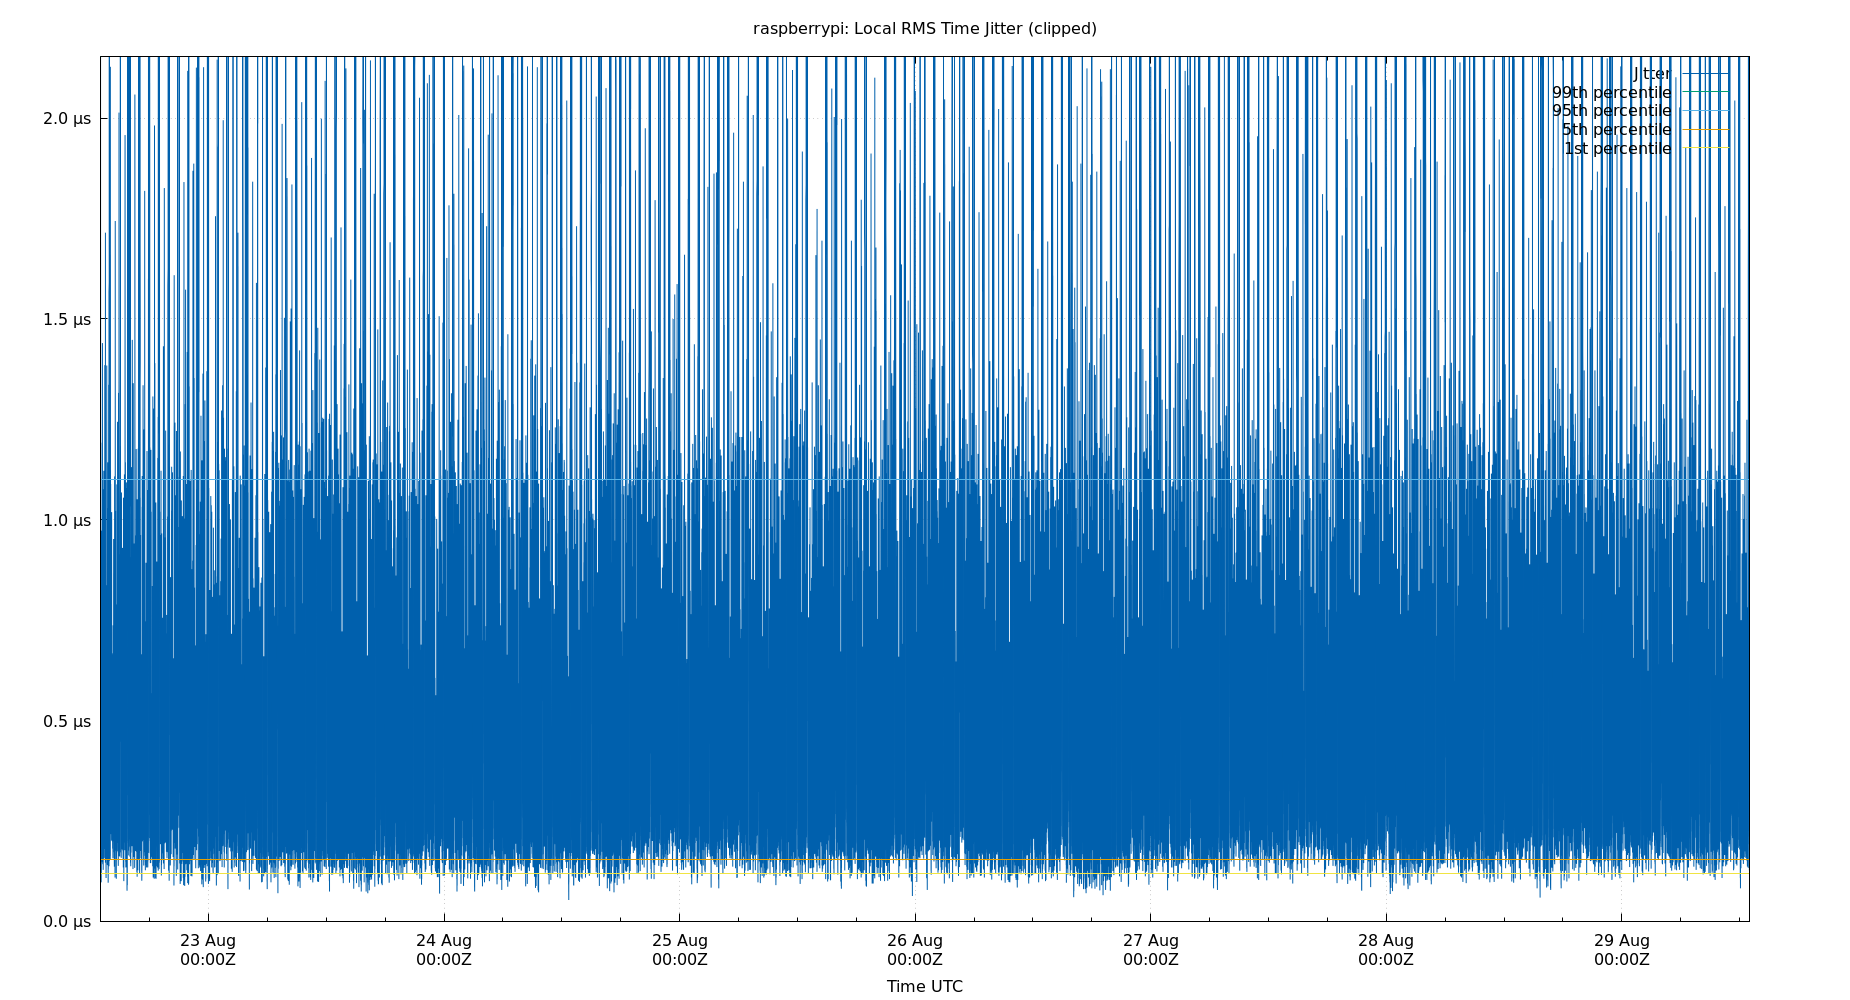 raspberrypi: Local RMS Time Jitter (clipped)
Jitter
99th percentile
95th percentile
5th percentile
1st percentile
2.0 μs
1.5 μs
1.0 μs
0.5 μs
0.0 μs
23 Aug
00:00Z
24 Aug
00:00Z
25 Aug
00:00Z
26 Aug
00:00Z
27 Aug
00:00Z
28 Aug
00:00Z
29 Aug
00:00Z
Time UTC